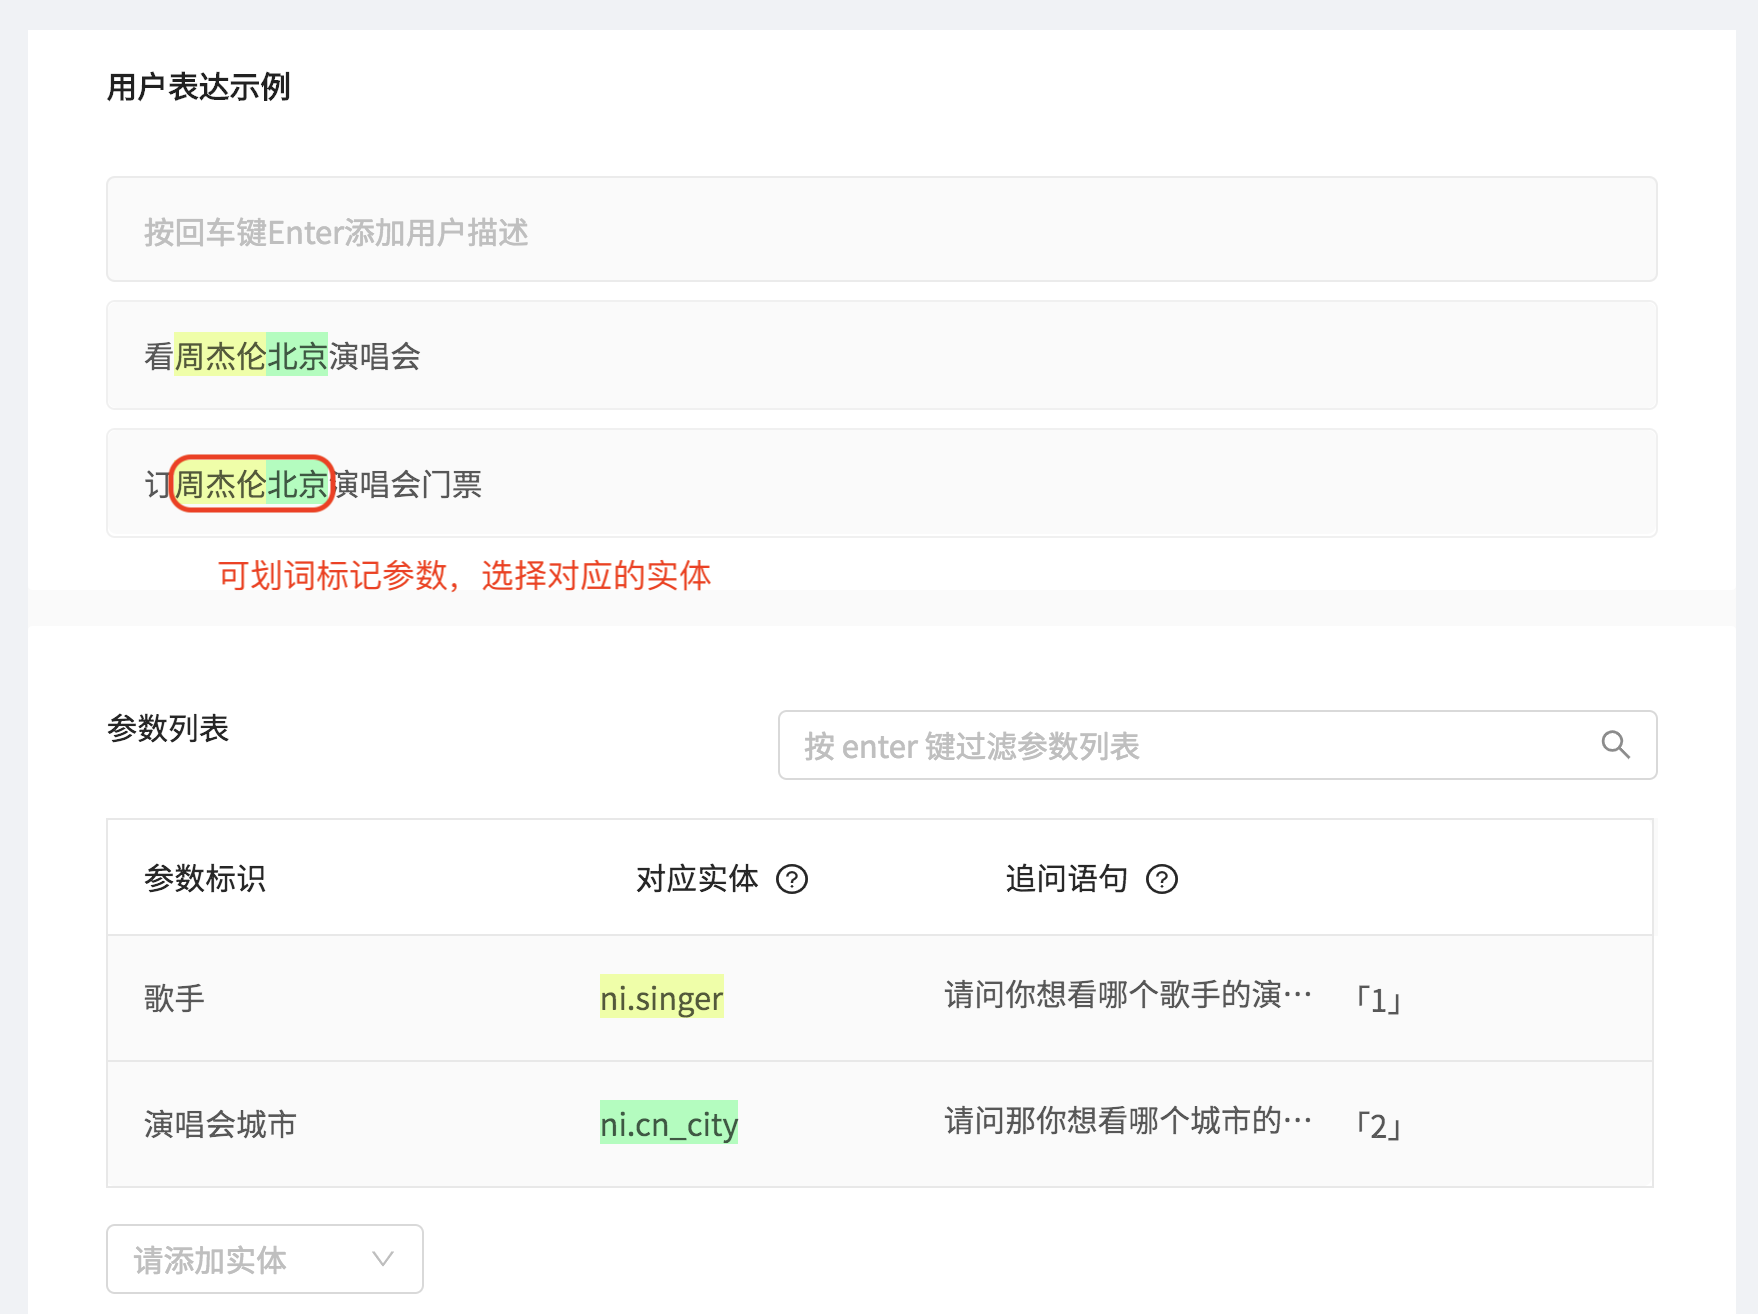 用户表达示例
按回车键Enter添加用户描述
看周杰伦北京演唱会
订周杰伦北京演唱会门票
可划词标记参数，选择对应的实体
参数列表
按 enter 键过滤参数列表
参数标识 对应实体 ? 追问语句 ?
歌手 ni.singer 请问你想看哪个歌手的演… 「1」
演唱会城市 ni.cn_city 请问那你想看哪个城市的… 「2」
请添加实体